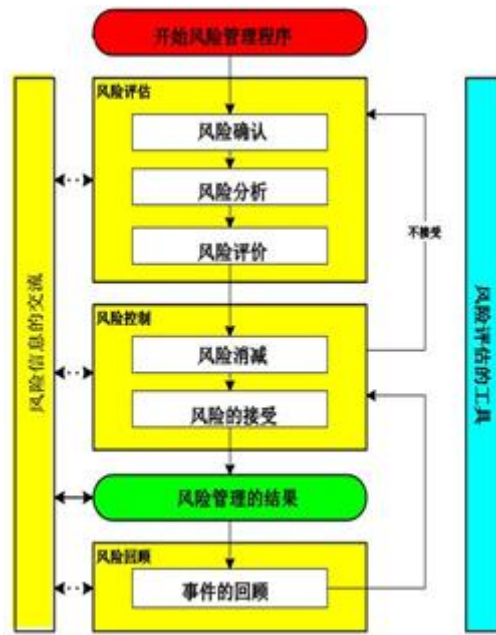 开始风险管理程序
风险评估
风险确认
风险分析
风险评价
不接受
风险控制
风险消减
风险的接受
风险管理的结果
风险回顾
事件的回顾
风险信息的交流
风险评估的工具